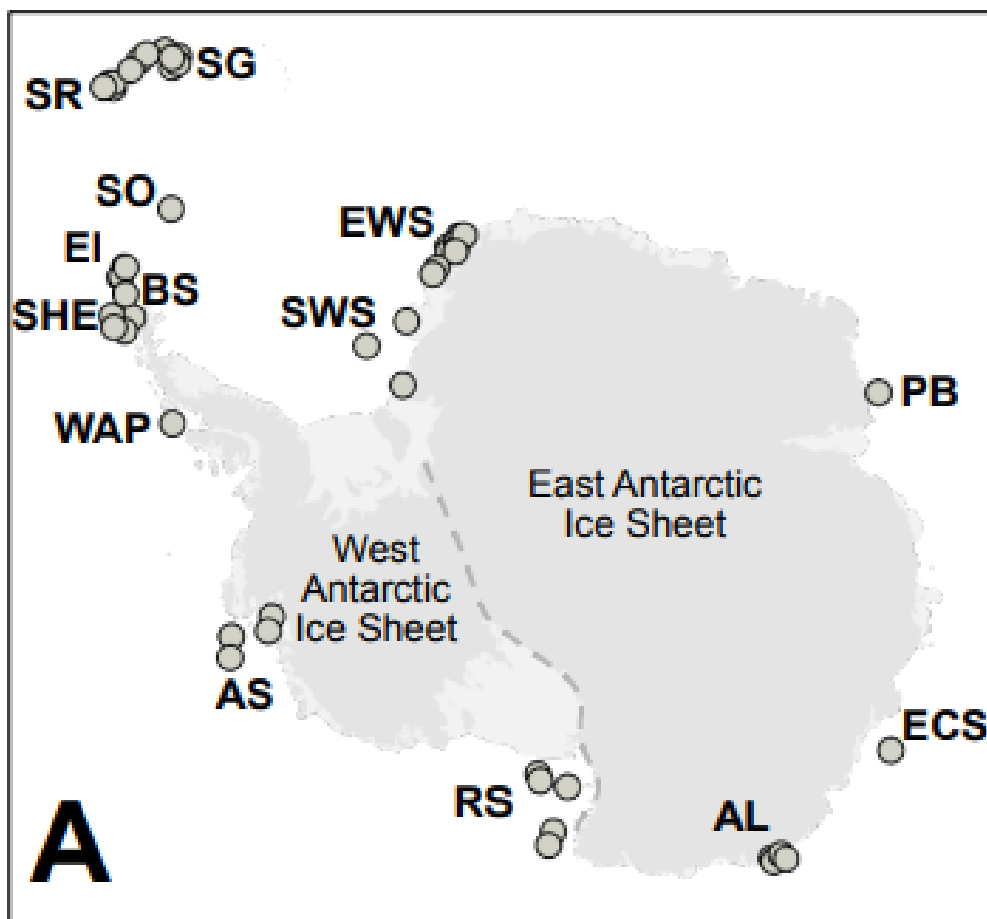 SG
SR
SO
EWS
EI
BS
SHE
SWS
PB
WAP
East Antarctic
Ice Sheet
West
Antarctic
Ice Sheet
AS
ECS
RS
AL
A